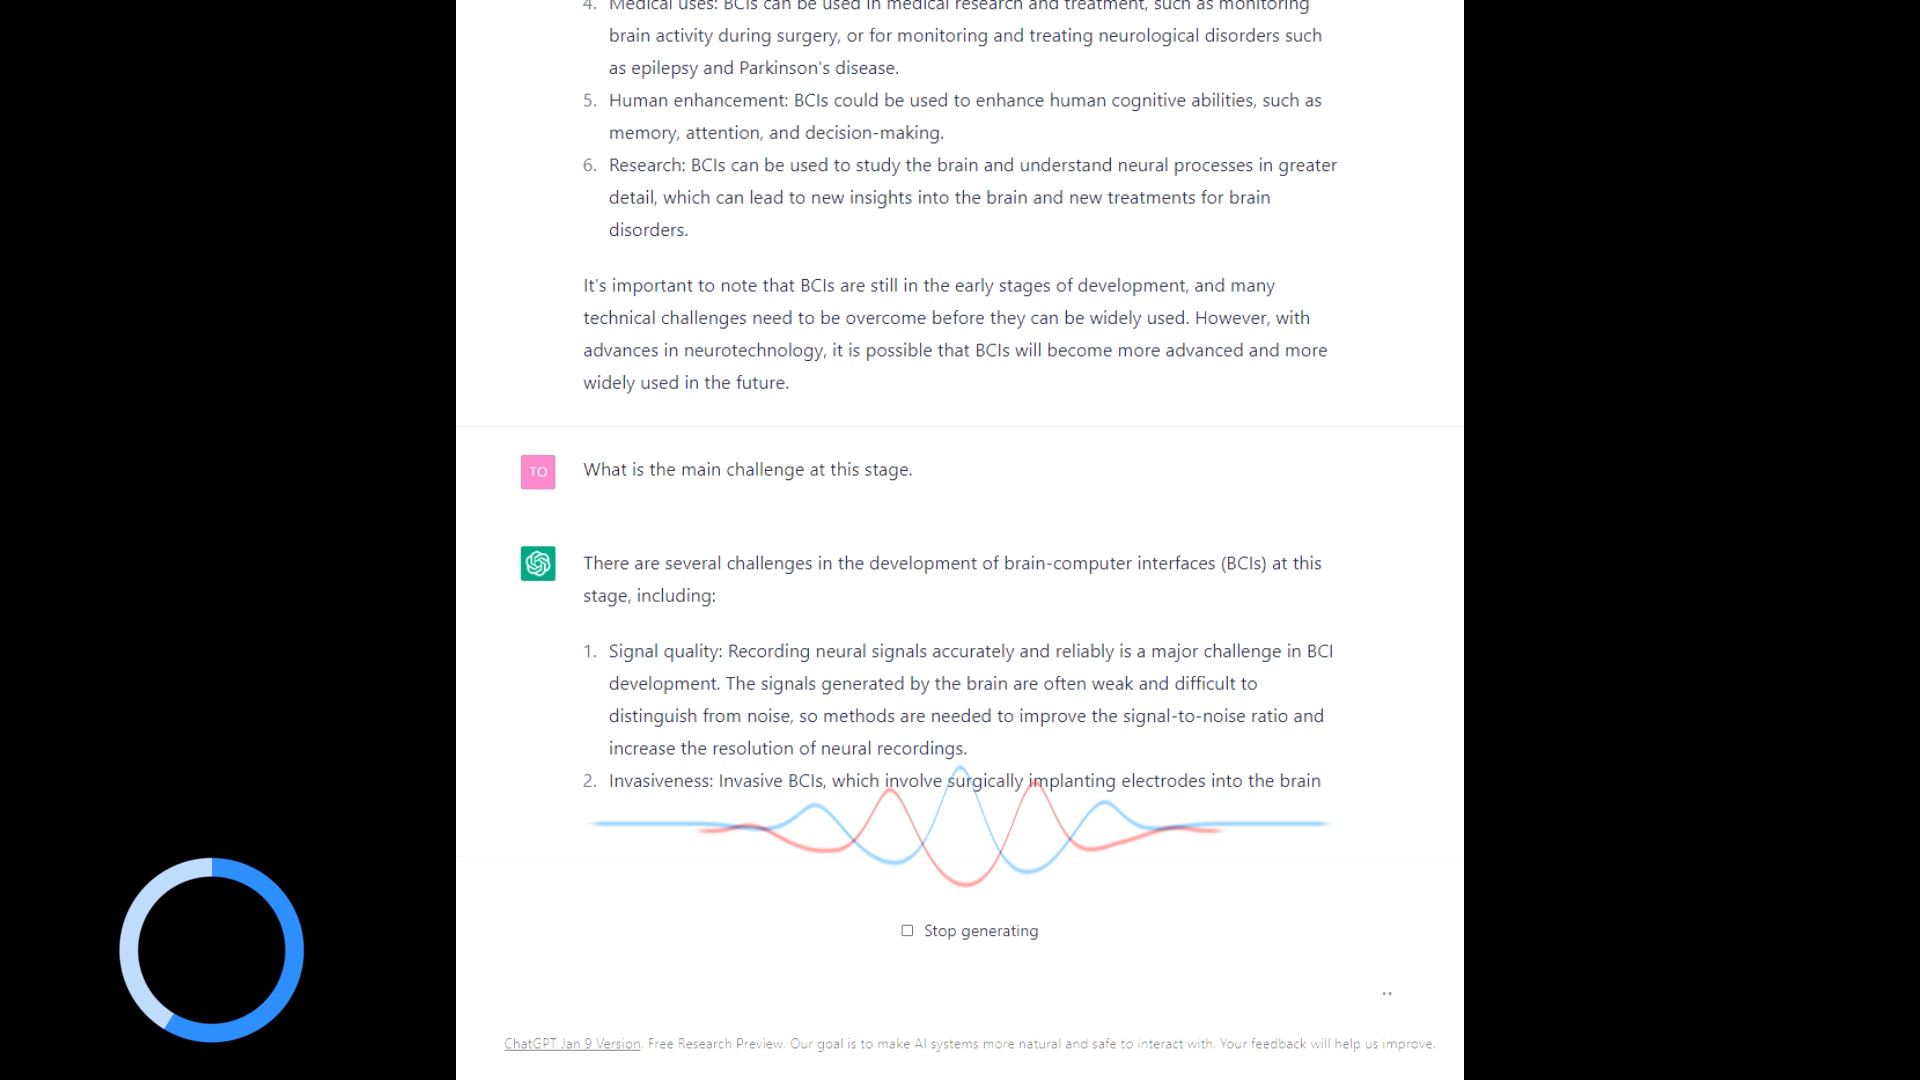 4. Medical uses: BCIs can be used in medical research and treatment, such as monitoring
brain activity during surgery, or for monitoring and treating neurological disorders such
as epilepsy and Parkinson's disease.
5. Human enhancement: BCIs could be used to enhance human cognitive abilities, such as
memory, attention, and decision-making.
6. Research: BCIs can be used to study the brain and understand neural processes in greater
detail, which can lead to new insights into the brain and new treatments for brain
disorders.
It's important to note that BCIs are still in the early stages of development, and many
technical challenges need to be overcome before they can be widely used. However, with
advances in neurotechnology, it is possible that BCIs will become more advanced and more
widely used in the future.
TO What is the main challenge at this stage.
There are several challenges in the development of brain-computer interfaces (BCIs) at this
stage, including:
1. Signal quality: Recording neural signals accurately and reliably is a major challenge in BCI
development. The signals generated by the brain are often weak and difficult to
distinguish from noise, so methods are needed to improve the signal-to-noise ratio and
increase the resolution of neural recordings.
2. Invasiveness: Invasive BCIs, which involve surgically implanting electrodes into the brain
Stop generating
ChatGPT Jan 9 Version. Free Research Preview. Our goal is to make AI systems more natural and safe to interact with. Your feedback will help us improve.